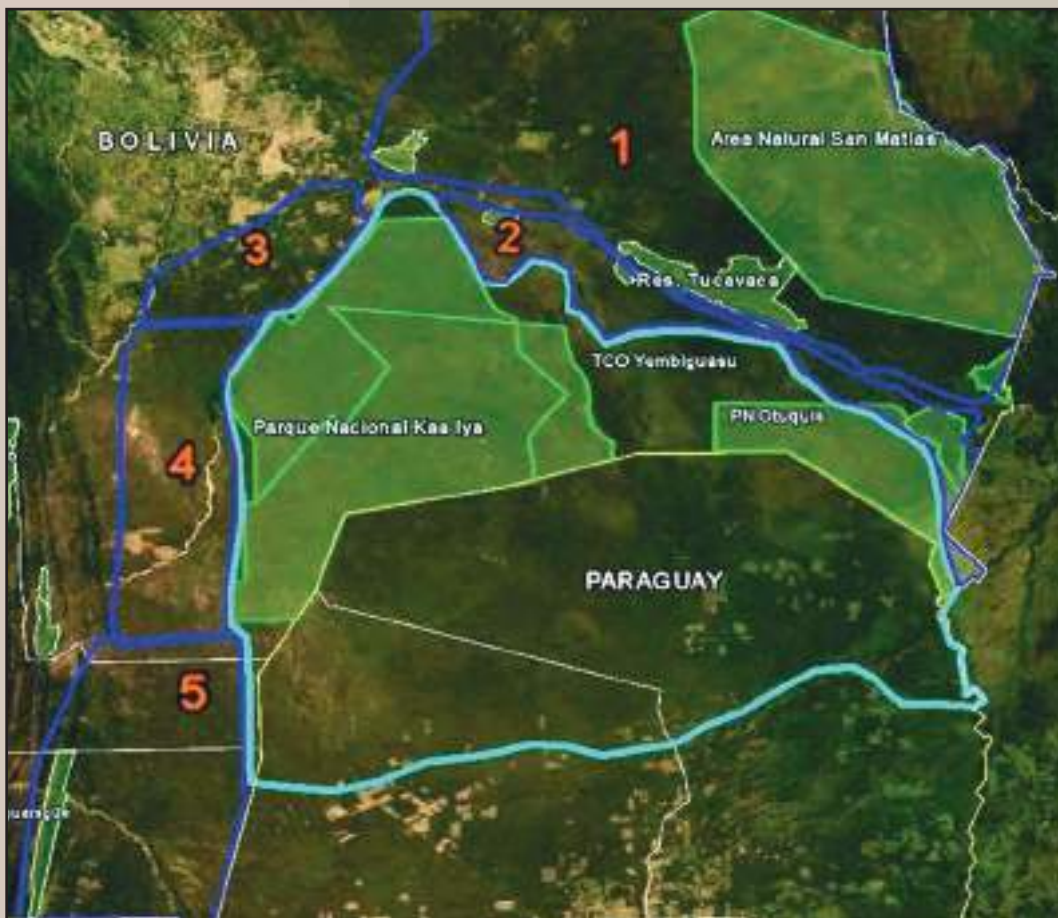 BOLIVIA
1
Area Natural San Matias
3
2
Res. Tucavaca
TCO Yembiguasu
PN Otuquis
Parque Nacional Kaa Iya
4
PARAGUAY
5